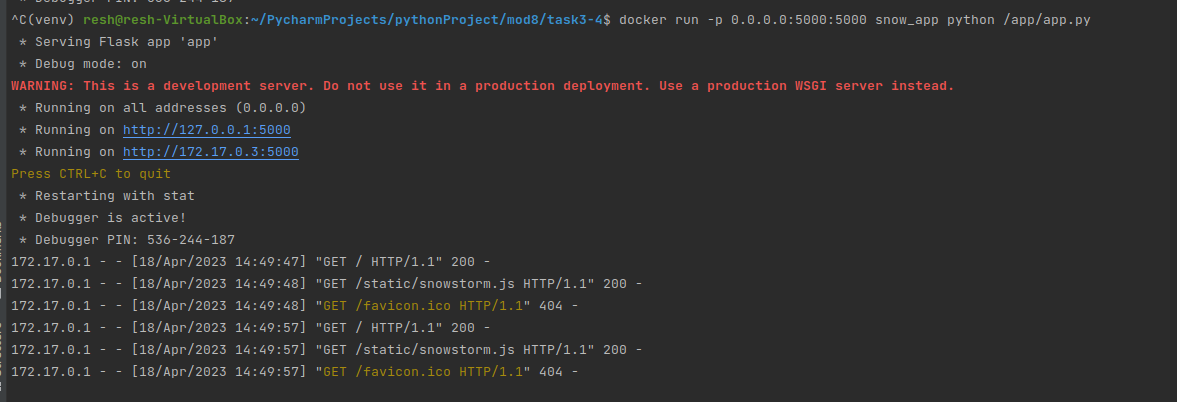 ^C(venv) resh@resh-VirtualBox:~/PycharmProjects/pythonProject/mod8/task3-4$ docker run -p 0.0.0.0:5000:5000 snow_app python /app/app.py
 * Serving Flask app 'app'
 * Debug mode: on
WARNING: This is a development server. Do not use it in a production deployment. Use a production WSGI server instead.
 * Running on all addresses (0.0.0.0)
 * Running on http://127.0.0.1:5000
 * Running on http://172.17.0.3:5000
Press CTRL+C to quit
 * Restarting with stat
 * Debugger is active!
 * Debugger PIN: 536-244-187
172.17.0.1 - - [18/Apr/2023 14:49:47] "GET / HTTP/1.1" 200 -
172.17.0.1 - - [18/Apr/2023 14:49:48] "GET /static/snowstorm.js HTTP/1.1" 200 -
172.17.0.1 - - [18/Apr/2023 14:49:48] "GET /favicon.ico HTTP/1.1" 404 -
172.17.0.1 - - [18/Apr/2023 14:49:57] "GET / HTTP/1.1" 200 -
172.17.0.1 - - [18/Apr/2023 14:49:57] "GET /static/snowstorm.js HTTP/1.1" 200 -
172.17.0.1 - - [18/Apr/2023 14:49:57] "GET /favicon.ico HTTP/1.1" 404 -